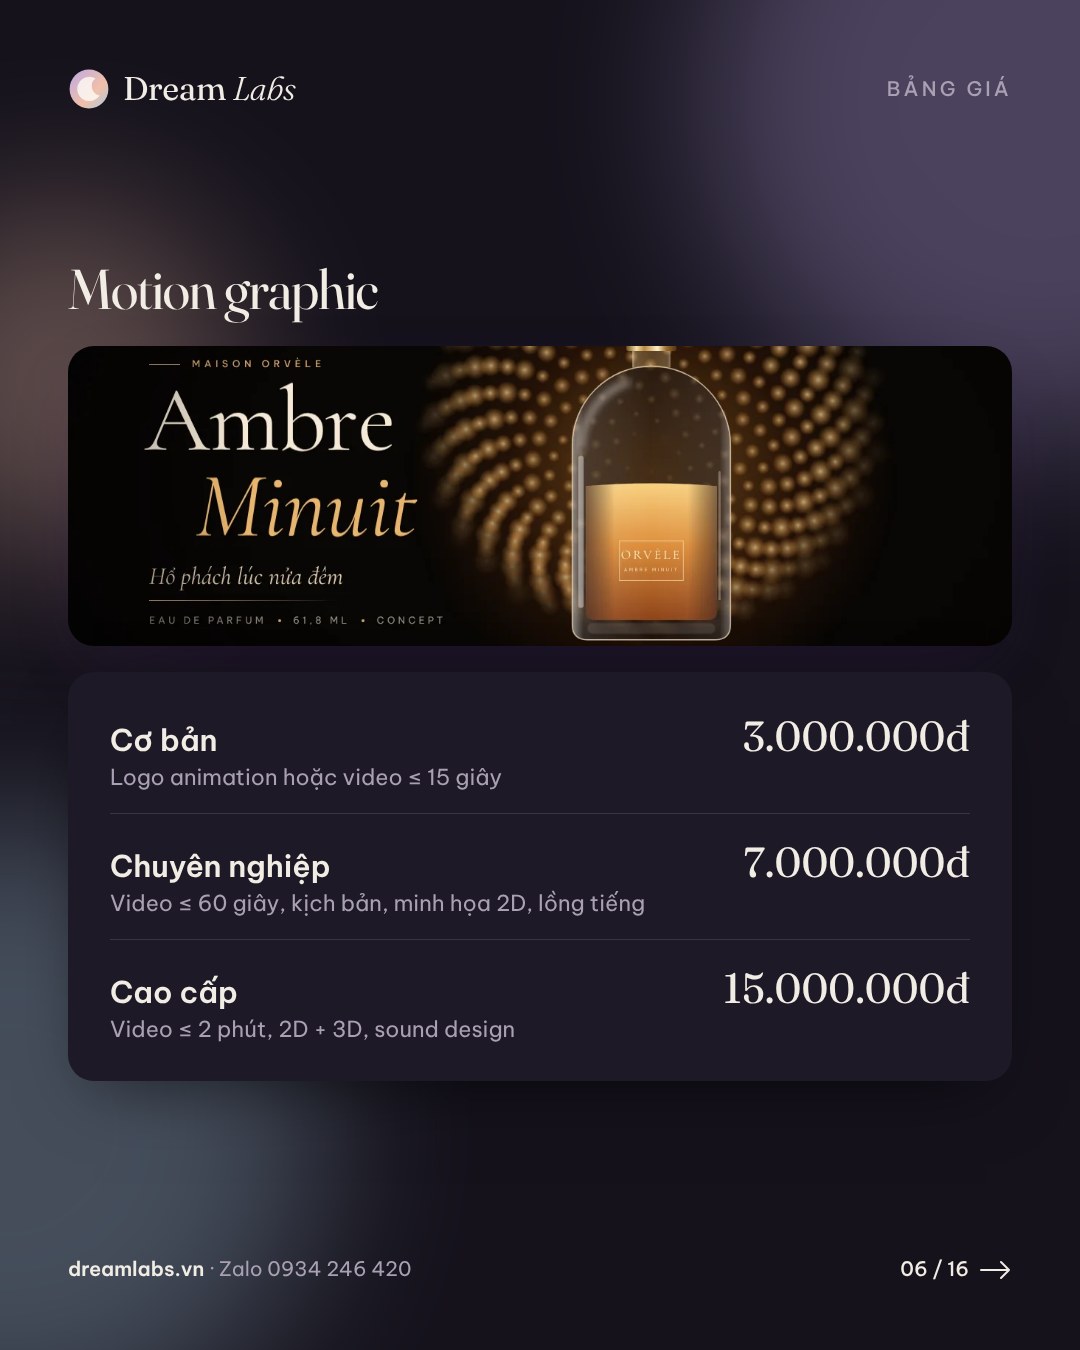 Dream Labs
BẢNG GIÁ
Motion graphic
MAISON ORVÈLE
Ambre
Minuit
Hổ phách lúc nửa đêm
EAU DE PARFUM • 61.8 ML • CONCEPT
ORVÈLE
AMBRE MINUIT
Cơ bản
3.000.000đ
Logo animation hoặc video ≤ 15 giây
Chuyên nghiệp
7.000.000đ
Video ≤ 60 giây, kịch bản, minh họa 2D, lồng tiếng
Cao cấp
15.000.000đ
Video ≤ 2 phút, 2D + 3D, sound design
dreamlabs.vn · Zalo 0934 246 420
06 / 16 →